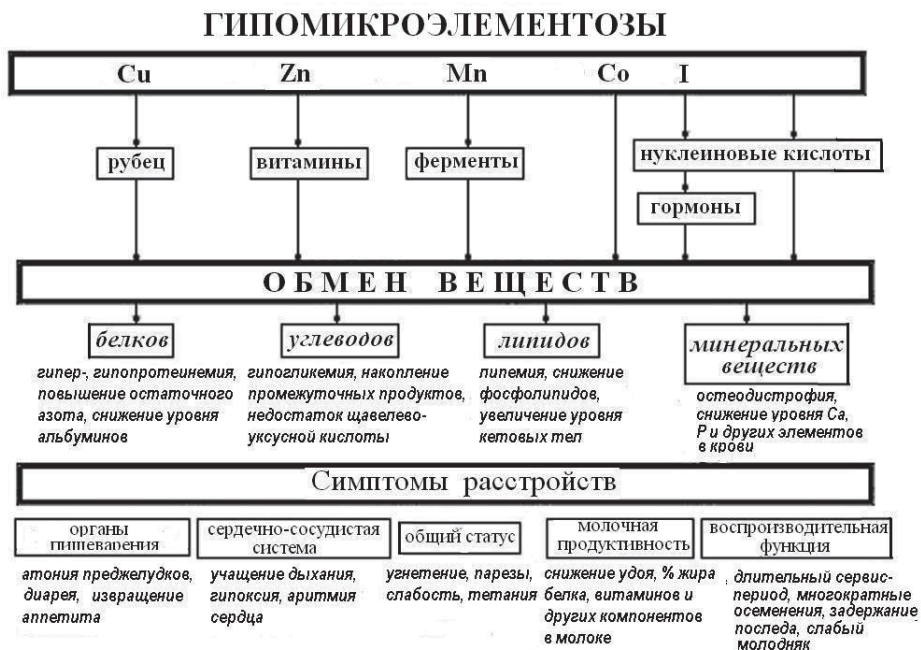 ГИПОМИКРОЭЛЕМЕНТОЗЫ
Cu Zn Mn Co I
рубец
витамины
ферменты
нуклеиновые кислоты
гормоны
ОБМЕН ВЕЩЕСТВ
белков
гипер-, гипопротеинемия,
повышение остаточного
азота, снижение уровня
альбуминов
углеводов
гипогликемия, накопление
промежуточных продуктов,
недостаток щавелево-
уксусной кислоты
липидов
липемия, снижение
фосфолипидов,
увеличение уровня
кетовых тел
минеральных
веществ
остеодистрофия,
снижение уровня Ca,
P и других элементов
в крови
Симптомы расстройств
органы
пищеварения
атония преджелудков,
диарея, извращение
аппетита
сердечно-сосудистая
система
учащение дыхания,
гипоксия, аритмия
сердца
общий статус
угнетение, парезы,
слабость, тетания
молочная
продуктивность
снижение удоя, % жира
белка, витаминов и
других компонентов
в молоке
воспроизводительная
функция
длительный сервис-
период, многократные
осеменения, задержание
последа, слабый
молодняк